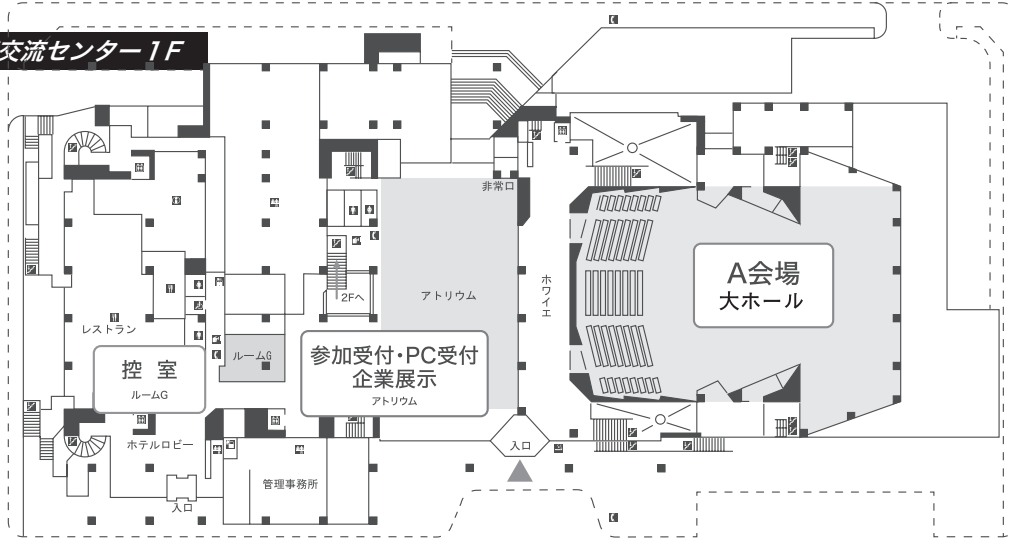 交流センター1F
非常口
2Fへ
アトリウム
ホワイエ
A会場
大ホール
レストラン
ルームG
控 室
ルームG
参加受付・PC受付
企業展示
アトリウム
ホテルロビー
入口
管理事務所
入口